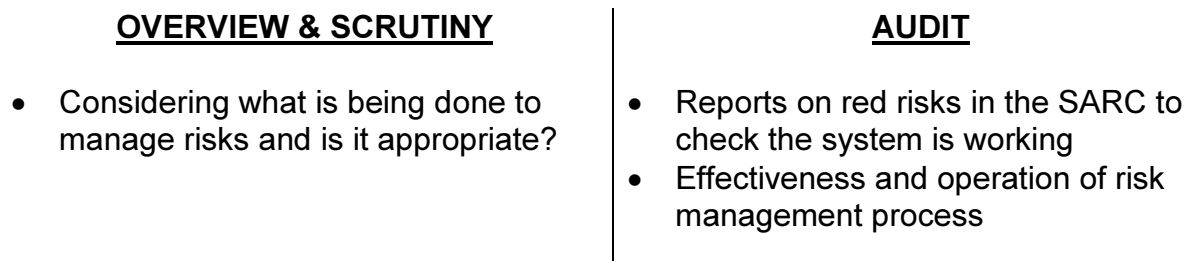 OVERVIEW & SCRUTINY
• Considering what is being done to
manage risks and is it appropriate?
AUDIT
• Reports on red risks in the SARC to
check the system is working
• Effectiveness and operation of risk
management process